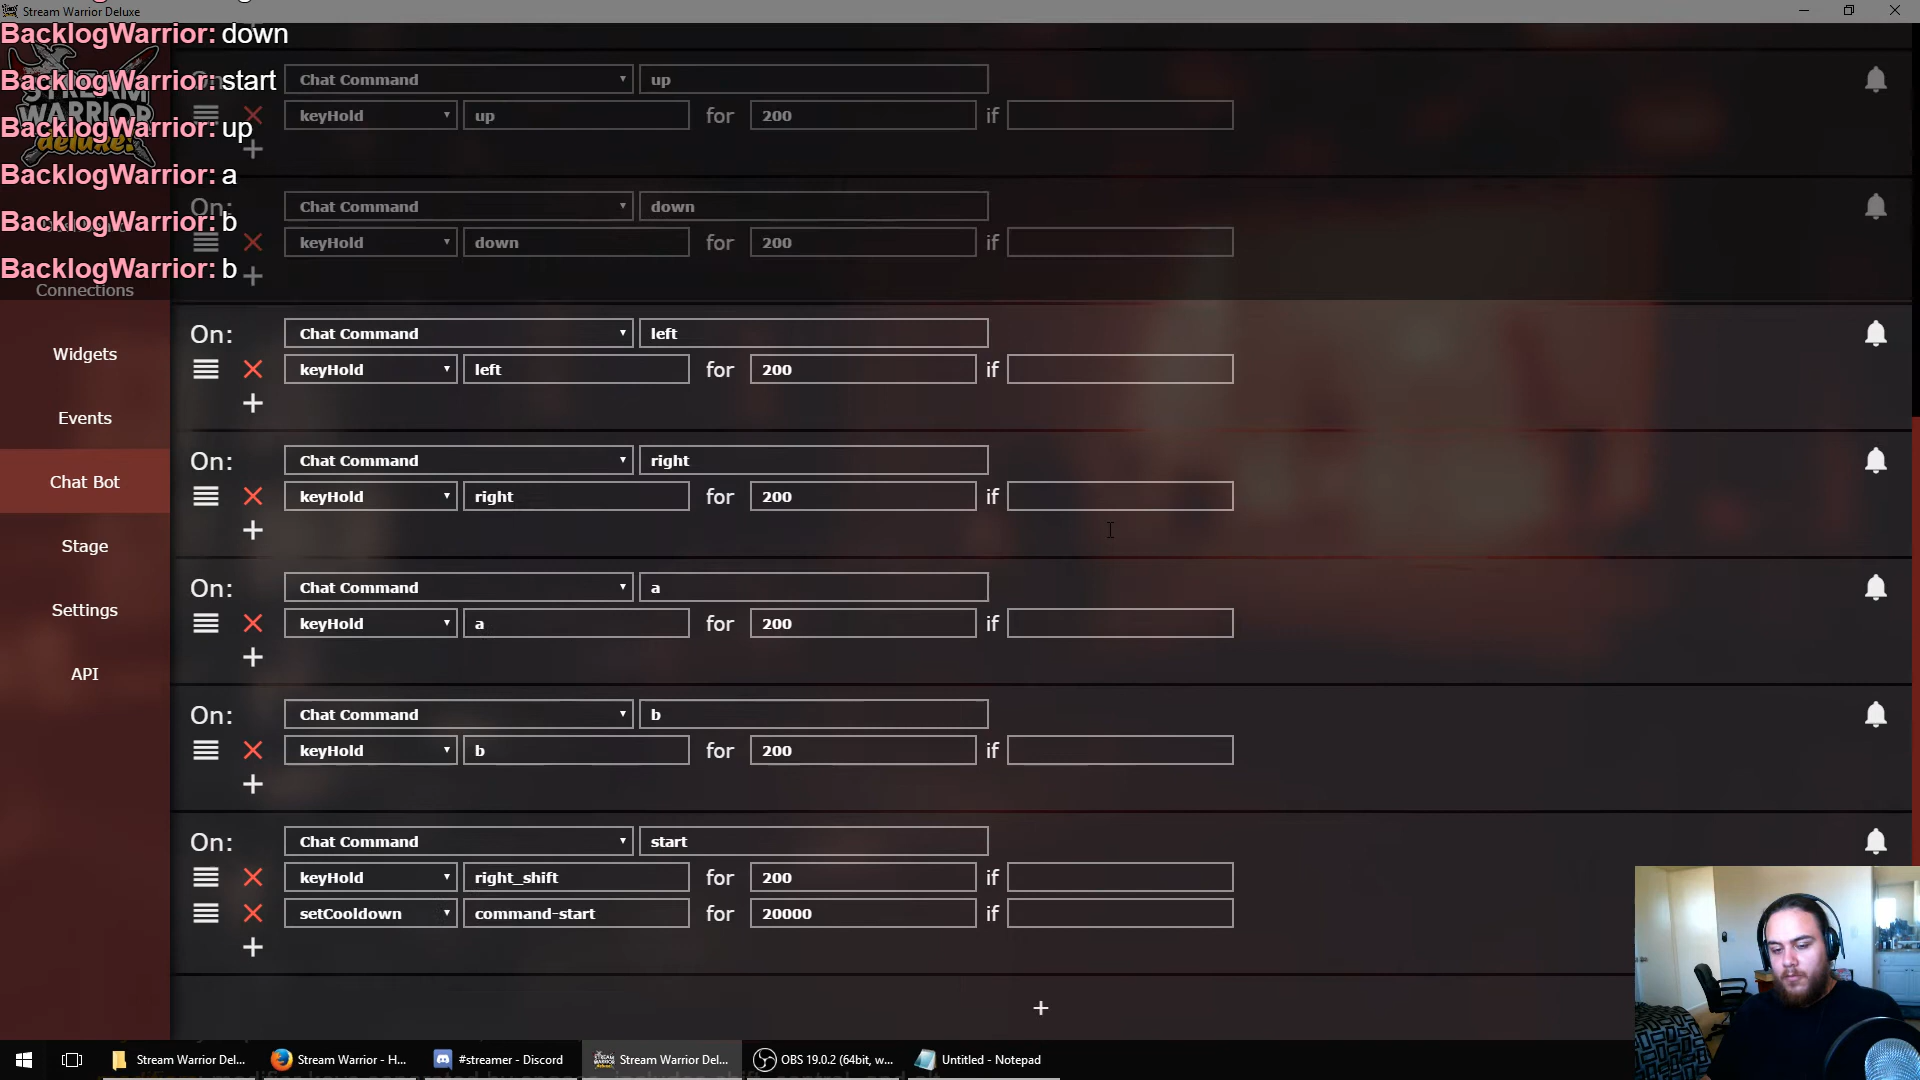 Stream Warrior Deluxe
BacklogWarrior: down
BacklogWarrior: start
BacklogWarrior: up
BacklogWarrior: a
BacklogWarrior: b
BacklogWarrior: b
STREAM
WARRIOR
deluxe!
Connections
Widgets
Events
Chat Bot
Stage
Settings
API
On: Chat Command up
keyHold up for 200 if
+
On: Chat Command down
keyHold down for 200 if
+
On: Chat Command left
keyHold left for 200 if
+
On: Chat Command right
keyHold right for 200 if
+
On: Chat Command a
keyHold a for 200 if
+
On: Chat Command b
keyHold b for 200 if
+
On: Chat Command start
keyHold right_shift for 200 if
setCooldown command-start for 20000 if
+
+
Stream Warrior Del...
Stream Warrior - H...
#streamer - Discord
Stream Warrior Del...
OBS 19.0.2 (64bit, w...
Untitled - Notepad